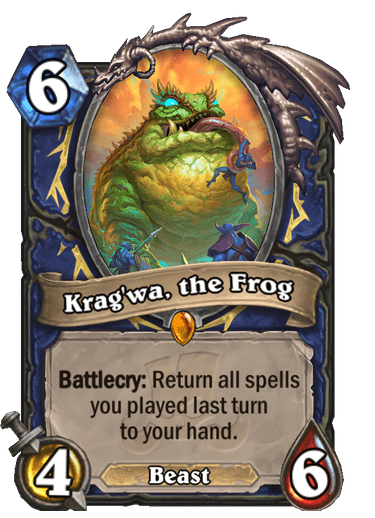 6
Krag'wa, the Frog
Battlecry: Return all spells
you played last turn
to your hand.
4
Beast
6